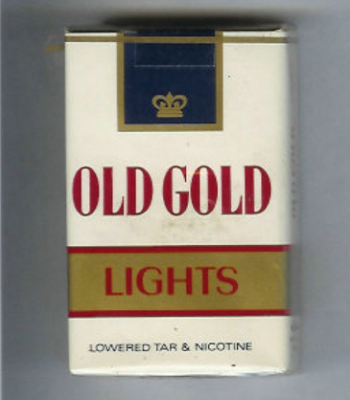 OLD GOLD
LIGHTS
LOWERED TAR & NICOTINE